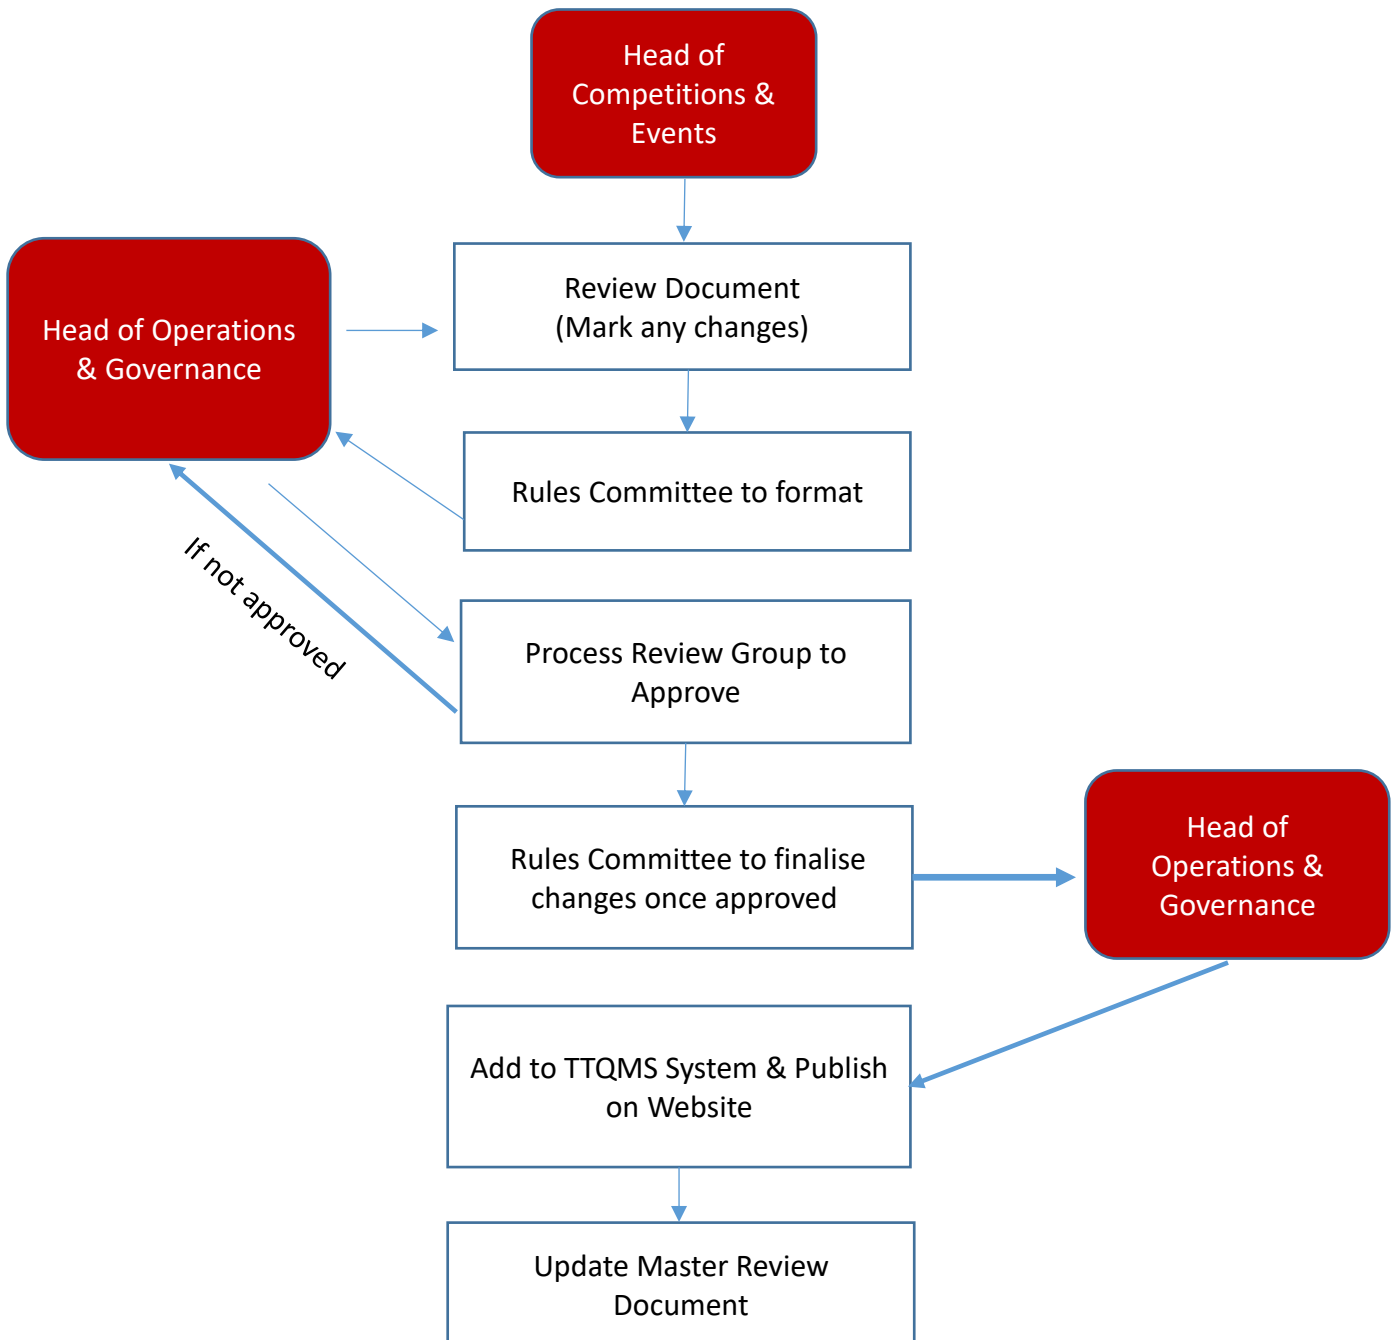 Head of
Competitions &
Events
Head of Operations
& Governance
Review Document
(Mark any changes)
Rules Committee to format
If not approved
Process Review Group to
Approve
Rules Committee to finalise
changes once approved
Head of
Operations &
Governance
Add to TTQMS System & Publish
on Website
Update Master Review
Document